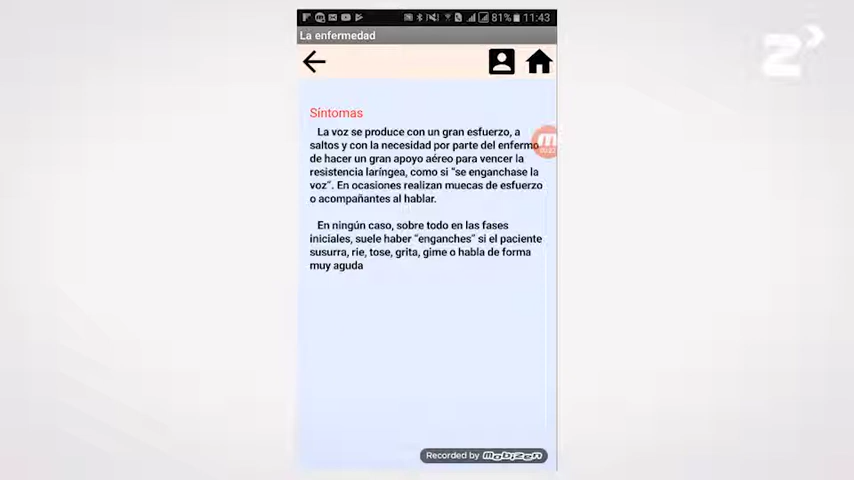 81% 11:43
La enfermedad
Síntomas
La voz se produce con un gran esfuerzo, a
saltos y con la necesidad por parte del enfermo
de hacer un gran apoyo aéreo para vencer la
resistencia laríngea, como si "se enganchase la
voz". En ocasiones realizan muecas de esfuerzo
o acompañantes al hablar.
En ningún caso, sobre todo en las fases
iniciales, suele haber "enganches" si el paciente
susurra, rie, tose, grita, gime o habla de forma
muy aguda
Recorded by mobizen
2